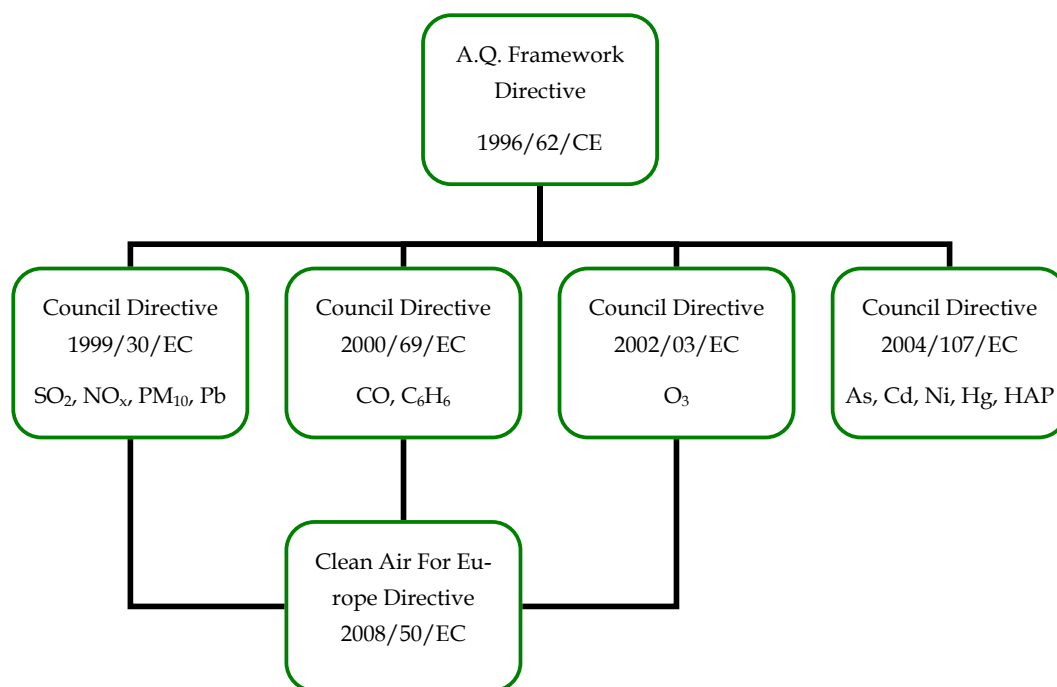 A.Q. Framework
Directive
1996/62/CE
Council Directive
1999/30/EC
SO₂, NOₓ, PM₁₀, Pb
Council Directive
2000/69/EC
CO, C₆H₆
Council Directive
2002/03/EC
O₃
Council Directive
2004/107/EC
As, Cd, Ni, Hg, HAP
Clean Air For Eu-
rope Directive
2008/50/EC